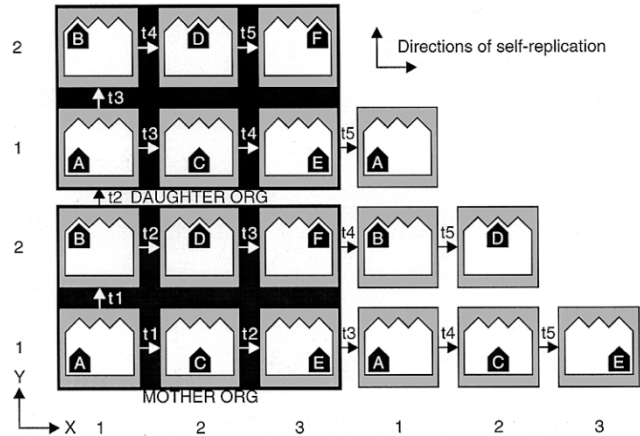 2 B t4 D t5 F Directions of self-replication
t3
1 A t3 C t4 E t5 A
t2 DAUGHTER ORG
2 B t2 D t3 F t4 B t5 D
t1
1 A t1 C t2 E t3 A t4 C t5 E
Y MOTHER ORG
X 1 2 3 1 2 3